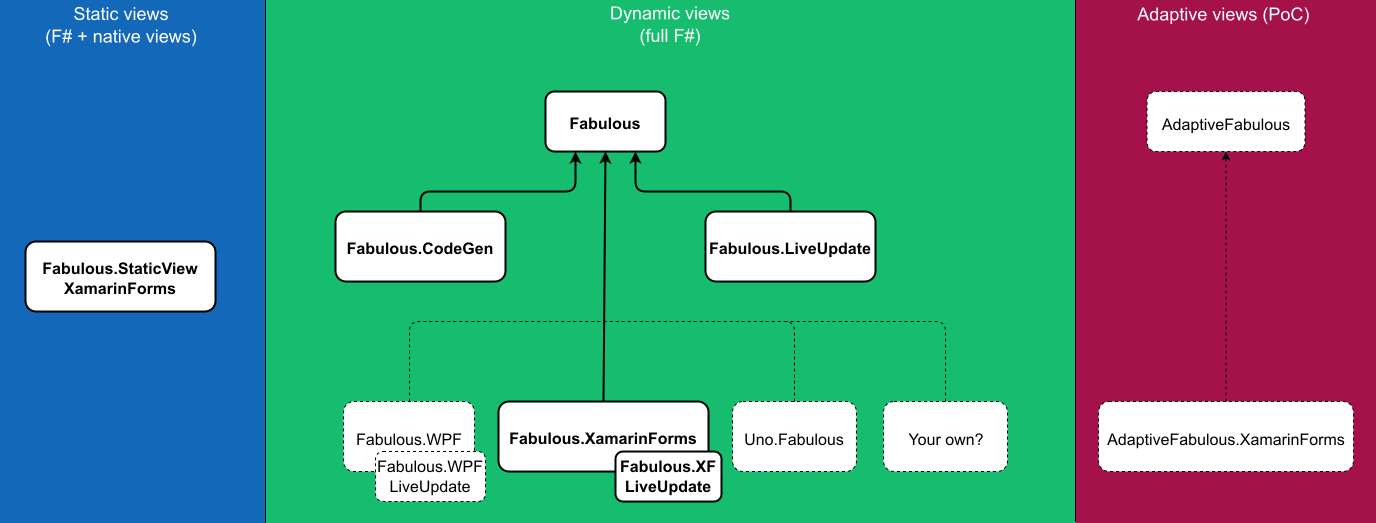 Static views
(F# + native views)
Dynamic views
(full F#)
Adaptive views (PoC)
Fabulous
AdaptiveFabulous
Fabulous.CodeGen
Fabulous.LiveUpdate
Fabulous.StaticView
XamarinForms
Fabulous.WPF
Fabulous.WPF
LiveUpdate
Fabulous.XamarinForms
Fabulous.XF
LiveUpdate
Uno.Fabulous
Your own?
AdaptiveFabulous.XamarinForms